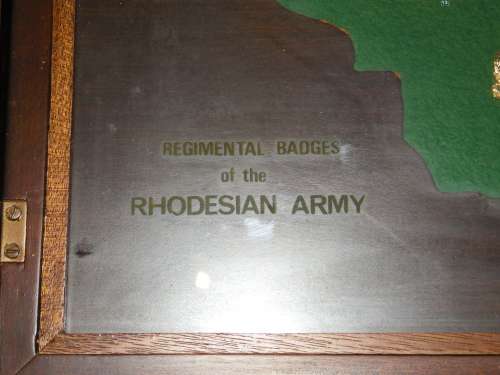 REGIMENTAL BADGES
of the
RHODESIAN ARMY